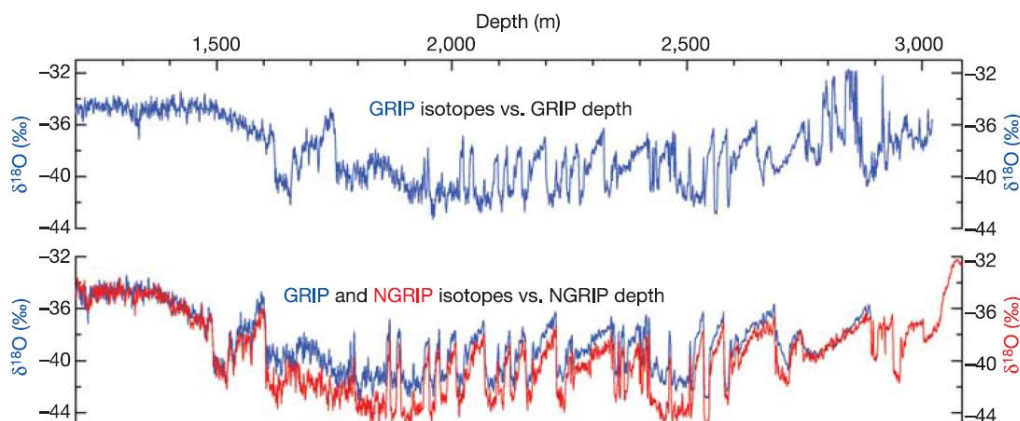 Depth (m)
1,500 2,000 2,500 3,000
–32 –32
GRIP isotopes vs. GRIP depth
–36 –36
δ¹⁸O (‰) δ¹⁸O (‰)
–40 –40
–44 –44
–32 –32
GRIP and NGRIP isotopes vs. NGRIP depth
–36 –36
δ¹⁸O (‰) δ¹⁸O (‰)
–40 –40
–44 –44